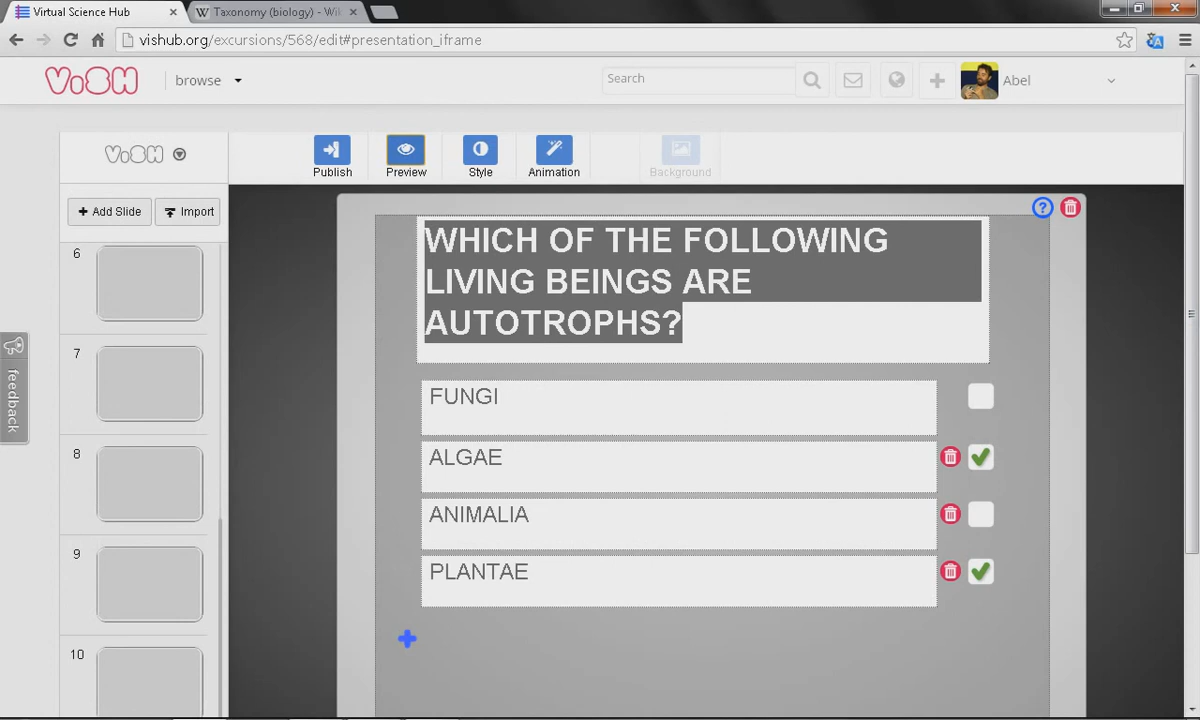 Virtual Science Hub
Taxonomy (biology) - Wik
vishub.org/excursions/568/edit#presentation_iframe
ViSH
browse
Search
Abel
ViSH
Publish
Preview
Style
Animation
Background
Add Slide
Import
6
7
8
9
10
feedback
WHICH OF THE FOLLOWING
LIVING BEINGS ARE
AUTOTROPHS?
FUNGI
ALGAE
ANIMALIA
PLANTAE